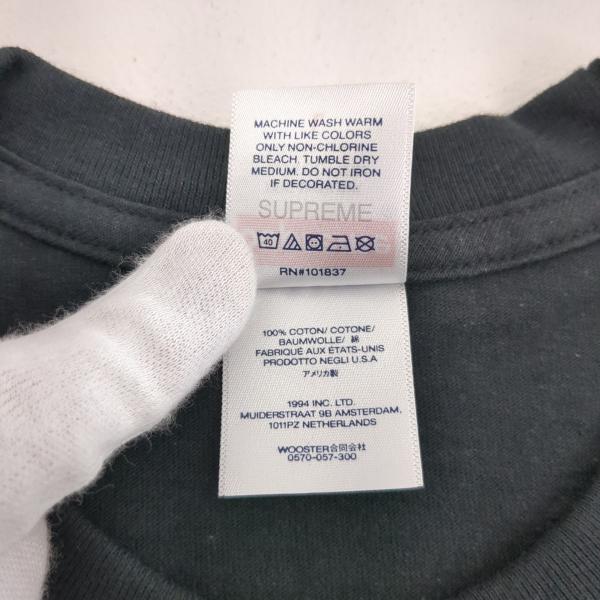 MACHINE WASH WARM
WITH LIKE COLORS
ONLY NON-CHLORINE
BLEACH. TUMBLE DRY
MEDIUM. DO NOT IRON
IF DECORATED.
SUPREME
40
RN#101837
100% COTON/COTONE/
BAUMWOLLE/ 綿
FABRIQUÉ AUX ÉTATS-UNIS
PRODOTTO NEGLI U.S.A
アメリカ製
1994 INC. LTD.
MUIDERSTRAAT 9B AMSTERDAM,
1011PZ NETHERLANDS
WOOSTER合同会社
0570-057-300